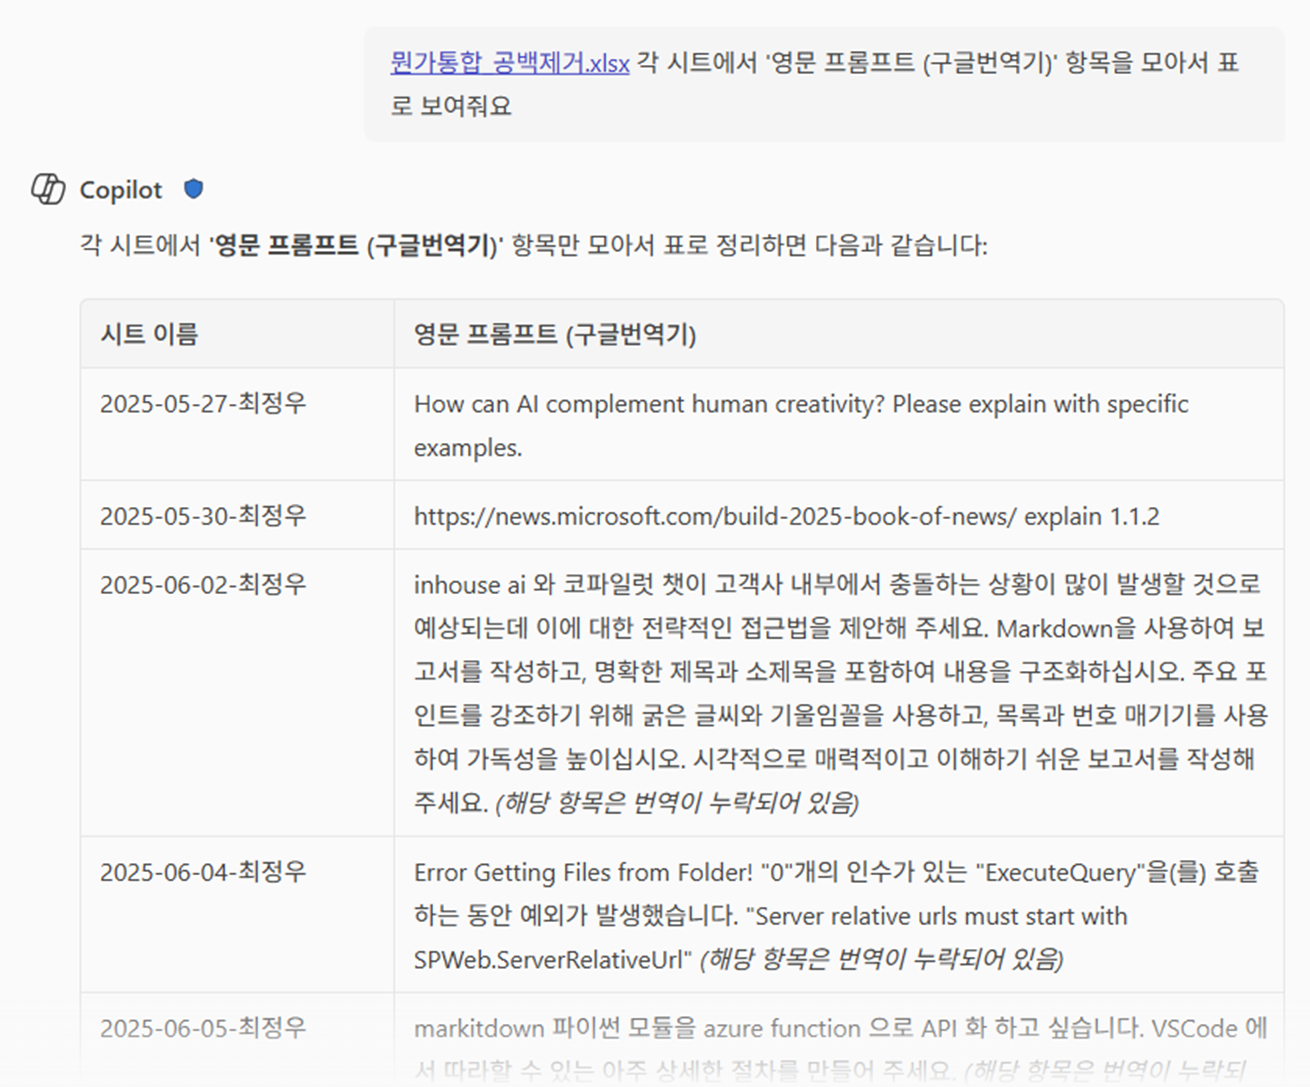 뭔가통합_공백제거.xlsx 각 시트에서 '영문 프롬프트 (구글번역기)' 항목을 모아서 표
로 보여줘요
Copilot
각 시트에서 '영문 프롬프트 (구글번역기)' 항목만 모아서 표로 정리하면 다음과 같습니다:
시트 이름
영문 프롬프트 (구글번역기)
2025-05-27-최정우
How can AI complement human creativity? Please explain with specific
examples.
2025-05-30-최정우
https://news.microsoft.com/build-2025-book-of-news/ explain 1.1.2
2025-06-02-최정우
inhouse ai 와 코파일럿 챗이 고객사 내부에서 충돌하는 상황이 많이 발생할 것으로
예상되는데 이에 대한 전략적인 접근법을 제안해 주세요. Markdown을 사용하여 보
고서를 작성하고, 명확한 제목과 소제목을 포함하여 내용을 구조화하십시오. 주요 포
인트를 강조하기 위해 굵은 글씨와 기울임꼴을 사용하고, 목록과 번호 매기기를 사용
하여 가독성을 높이십시오. 시각적으로 매력적이고 이해하기 쉬운 보고서를 작성해
주세요. (해당 항목은 번역이 누락되어 있음)
2025-06-04-최정우
Error Getting Files from Folder! "0"개의 인수가 있는 "ExecuteQuery"을(를) 호출
하는 동안 예외가 발생했습니다. "Server relative urls must start with
SPWeb.ServerRelativeUrl" (해당 항목은 번역이 누락되어 있음)
2025-06-05-최정우
markitdown 파이썬 모듈을 azure function 으로 API 화 하고 싶습니다. VSCode 에
서 따라할 수 있는 아주 상세한 절차를 만들어 주세요. (해당 항목은 번역이 누락되